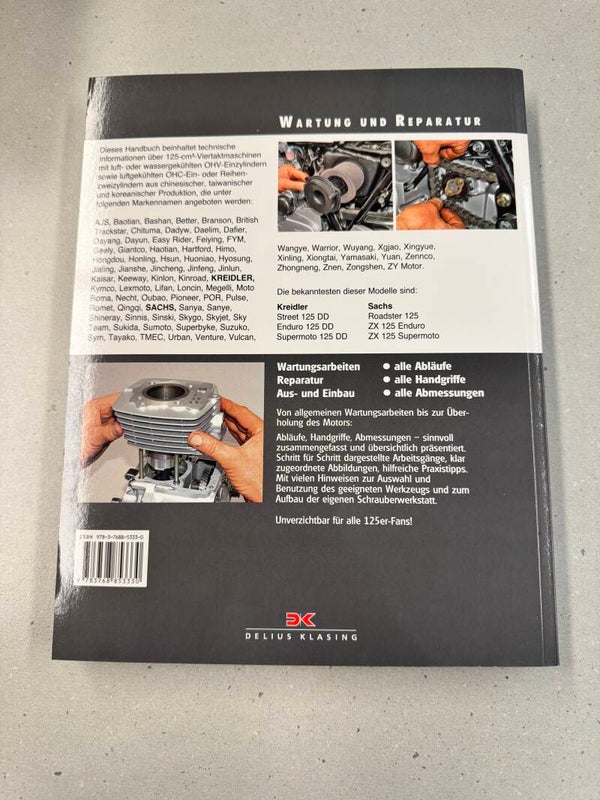 WARTUNG UND REPARATUR
Dieses Handbuch beinhaltet technische
Informationen über 125-cm³-Viertaktmaschinen
mit luft- oder wassergekühlten OHV-Einzylindern
sowie luftgekühlten OHC-Ein- oder Reihen-
zweizylindern aus chinesischer, taiwanischer
und koreanischer Produktion, die unter
folgenden Markennamen angeboten werden:
AJS, Baotian, Bashan, Better, Branson, British
Trackstar, Chituma, Dadyw, Daelim, Dafier,
Dayang, Dayun, Easy Rider, Feiying, FYM,
Geely, Giantco, Haotian, Hartford, Himo,
Hongdou, Honling, Hsun, Huoniao, Hyosung,
Jialing, Jianshe, Jincheng, Jinfeng, Jinlun,
Kaisar, Keeway, Kinlon, Kinroad, KREIDLER,
Kymco, Lexmoto, Lifan, Loncin, Megelli, Moto
Roma, Necht, Oubao, Pioneer, POR, Pulse,
Romet, Qingqi, SACHS, Sanya, Sanye,
Shineray, Sinnis, Sinski, Skygo, Skyjet, Sky
Team, Sukida, Sumoto, Superbyke, Suzuko,
Sym, Tayako, TMEC, Urban, Venture, Vulcan,
Wangye, Warrior, Wuyang, Xgjao, Xingyue,
Xinling, Xiongtai, Yamasaki, Yuan, Zennco,
Zhongneng, Znen, Zongshen, ZY Motor.
Die bekanntesten dieser Modelle sind:
Kreidler
Street 125 DD
Enduro 125 DD
Supermoto 125 DD
Sachs
Roadster 125
ZX 125 Enduro
ZX 125 Supermoto
Wartungsarbeiten ● alle Abläufe
Reparatur ● alle Handgriffe
Aus- und Einbau ● alle Abmessungen
Von allgemeinen Wartungsarbeiten bis zur Über-
holung des Motors:
Abläufe, Handgriffe, Abmessungen – sinnvoll
zusammengefasst und übersichtlich präsentiert.
Schritt für Schritt dargestellte Arbeitsgänge, klar
zugeordnete Abbildungen, hilfreiche Praxistipps.
Mit vielen Hinweisen zur Auswahl und
Benutzung des geeigneten Werkzeugs und zum
Aufbau der eigenen Schrauberwerkstatt.
Unverzichtbar für alle 125er-Fans!
ISBN 978-3-7688-5333-0
9 783768 853330
DK
DELIUS KLASING